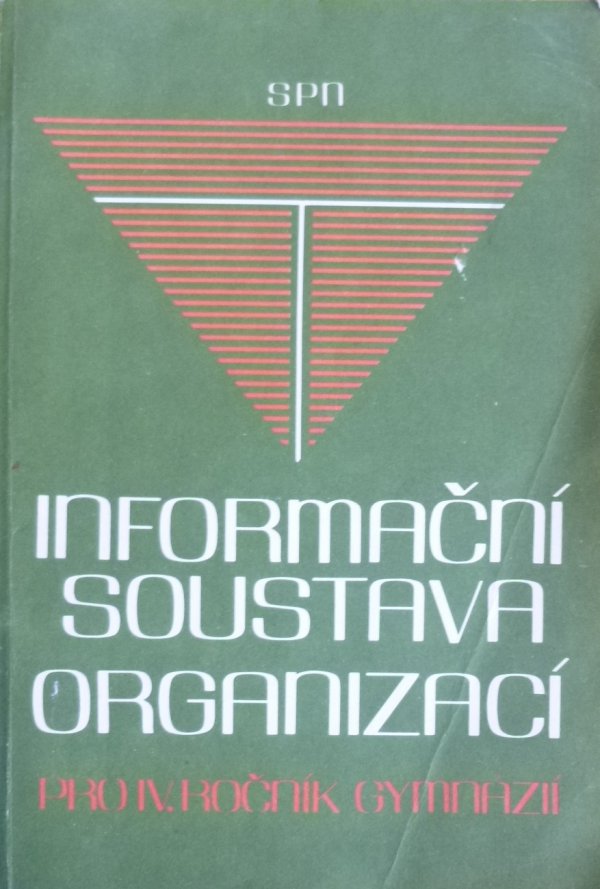 SPN
INFORMAČNÍ
SOUSTAVA
ORGANIZACÍ
PRO IV. ROČNÍK GYMNÁZIÍ